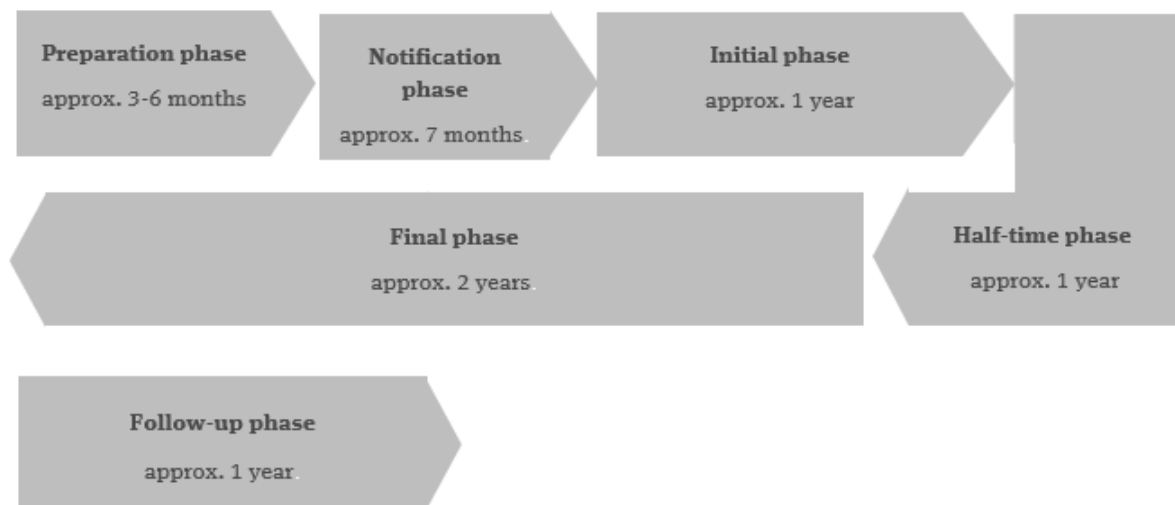 Preparation phase
approx. 3-6 months
Notification
phase
approx. 7 months.
Initial phase
approx. 1 year
Half-time phase
approx. 1 year
Final phase
approx. 2 years.
Follow-up phase
approx. 1 year.